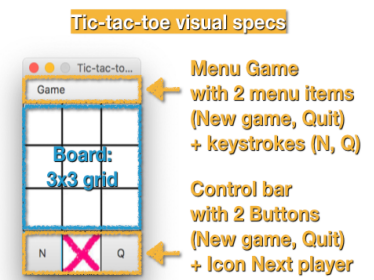 Tic-tac-toe visual specs
Tic-tac-to...
Game
Menu Game
with 2 menu items
(New game, Quit)
+ keystrokes (N, Q)
Board:
3x3 grid
Control bar
with 2 Buttons
(New game, Quit)
+ Icon Next player
N
X
Q